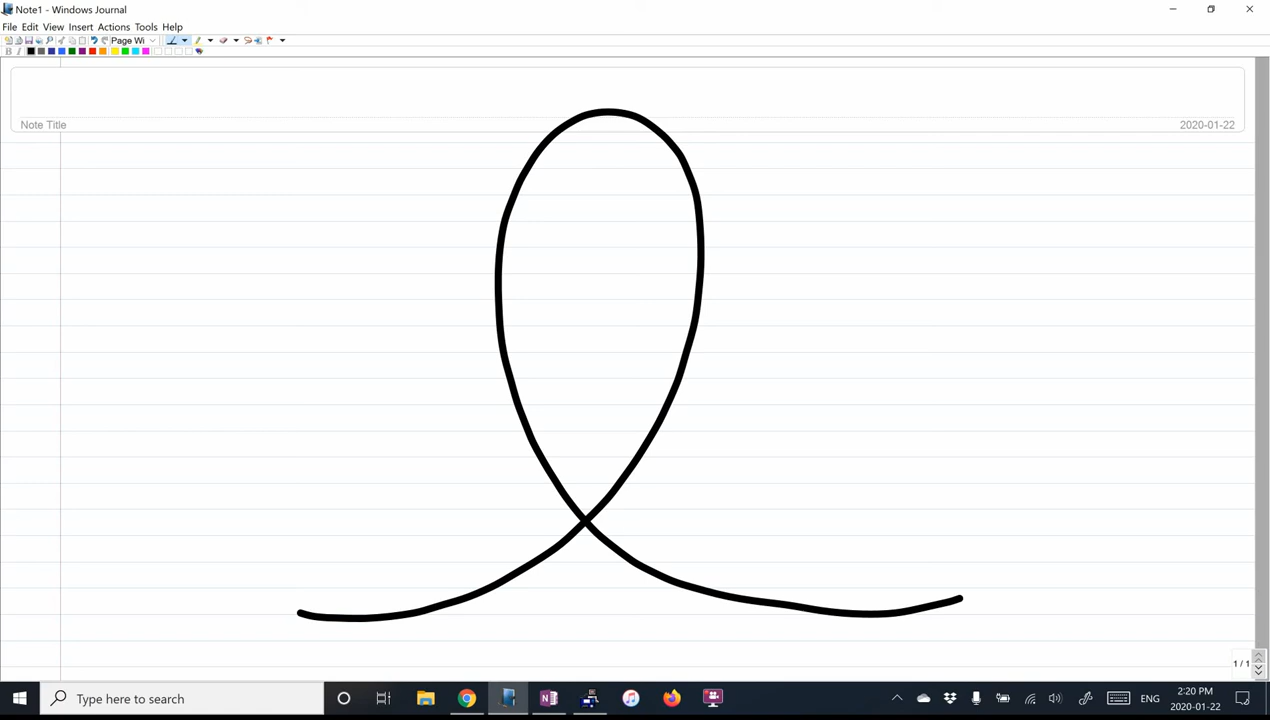 Note1 - Windows Journal
File Edit View Insert Actions Tools Help
Page Wi
B I
Note Title
2020-01-22
1 / 1
Type here to search
ENG
2:20 PM
2020-01-22